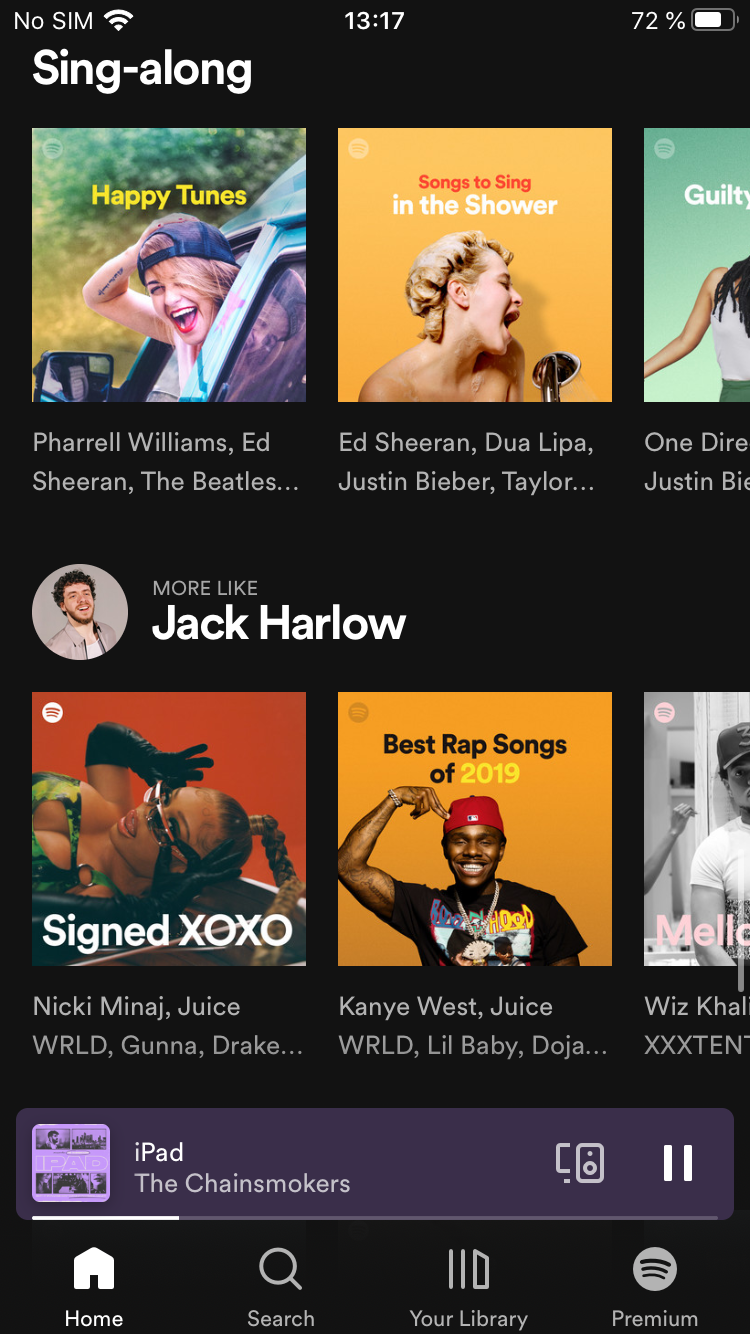 No SIM 13:17 72 %
Sing-along
Happy Tunes
Songs to Sing
in the Shower
Guilty
Pharrell Williams, Ed
Sheeran, The Beatles...
Ed Sheeran, Dua Lipa,
Justin Bieber, Taylor...
One Dire
Justin Bie
MORE LIKE
Jack Harlow
Signed XOXO
Best Rap Songs
of 2019
Mello
Nicki Minaj, Juice
WRLD, Gunna, Drake...
Kanye West, Juice
WRLD, Lil Baby, Doja...
Wiz Khali
XXXTENT
IPAD
iPad
The Chainsmokers
Home Search Your Library Premium